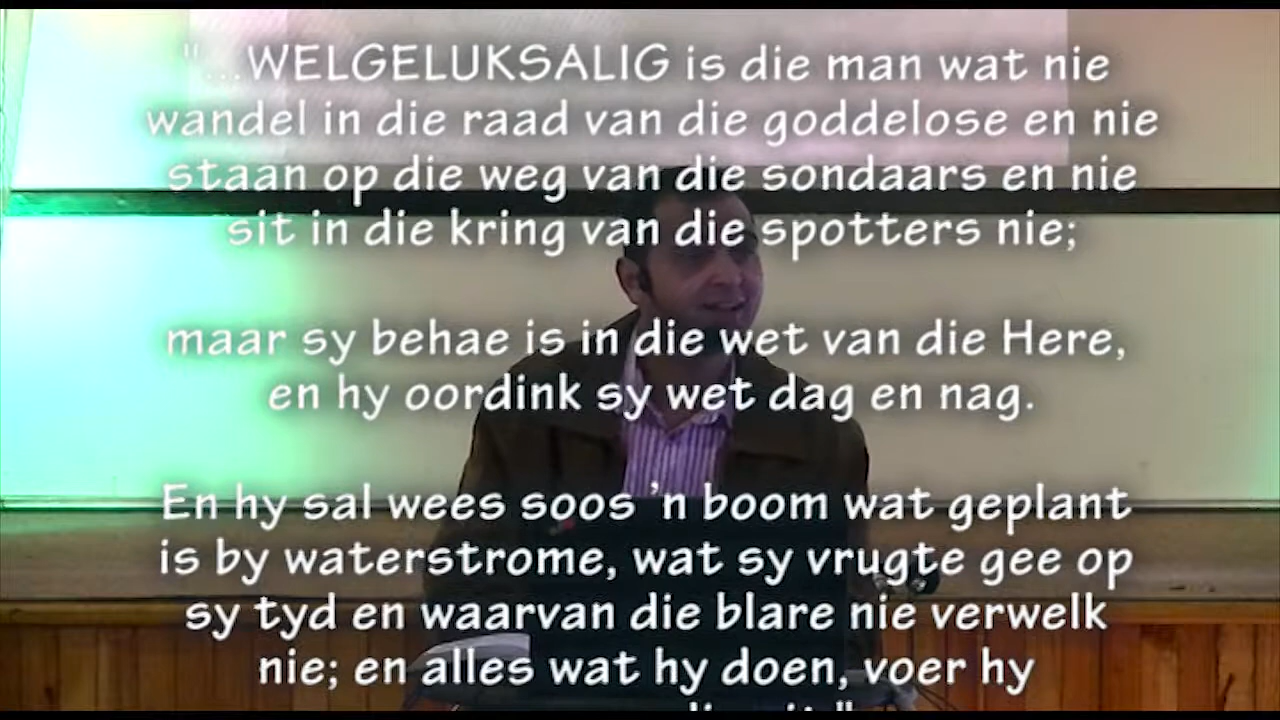 "...WELGELUKSALIG is die man wat nie
wandel in die raad van die goddelose en nie
staan op die weg van die sondaars en nie
sit in die kring van die spotters nie;
maar sy behae is in die wet van die Here,
en hy oordink sy wet dag en nag.
En hy sal wees soos 'n boom wat geplant
is by waterstrome, wat sy vrugte gee op
sy tyd en waarvan die blare nie verwelk
nie; en alles wat hy doen, voer hy